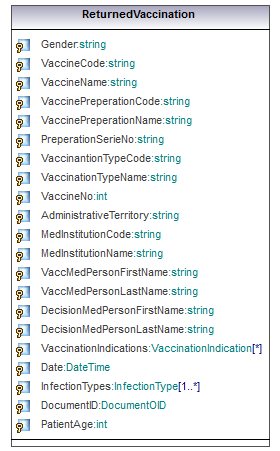 ReturnedVaccination
Gender:string
VaccineCode:string
VaccineName:string
VaccinePreperationCode:string
VaccinePreperationName:string
PreperationSerieNo:string
VaccinantionTypeCode:string
VaccinationTypeName:string
VaccineNo:int
AdministrativeTerritory:string
MedInstitutionCode:string
MedInstitutionName:string
VaccMedPersonFirstName:string
VaccMedPersonLastName:string
DecisionMedPersonFirstName:string
DecisionMedPersonLastName:string
VaccinationIndications:VaccinationIndication[*]
Date:DateTime
InfectionTypes:InfectionType[1..*]
DocumentID:DocumentOID
PatientAge:int